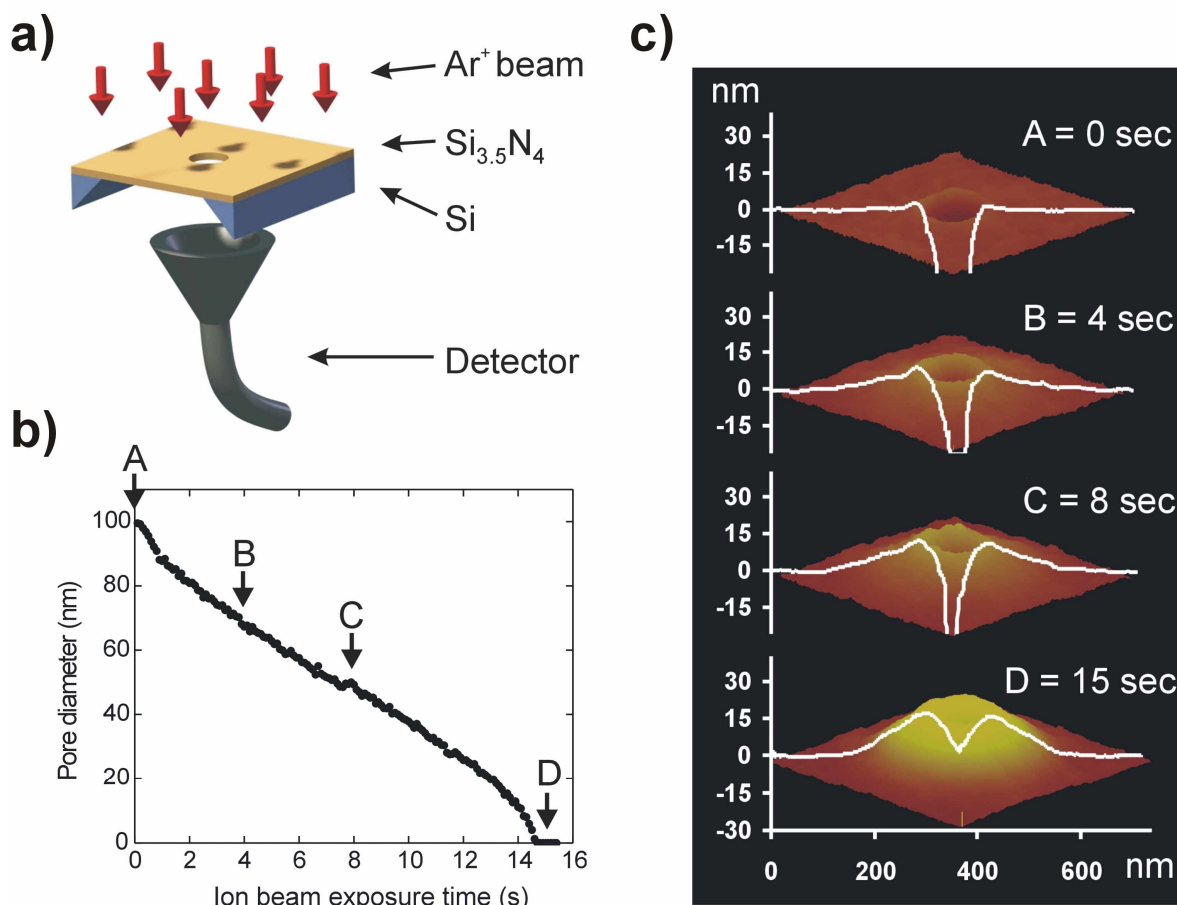 a)
Ar+ beam
Si3.5N4
Si
Detector
b)
A
B
C
D
100
80
60
40
20
0
Pore diameter (nm)
0 2 4 6 8 10 12 14 16
Ion beam exposure time (s)
c)
nm
A = 0 sec
30
15
0
-15
B = 4 sec
30
15
0
-15
C = 8 sec
30
15
0
-15
D = 15 sec
30
15
0
-15
-30
0 200 400 600 nm